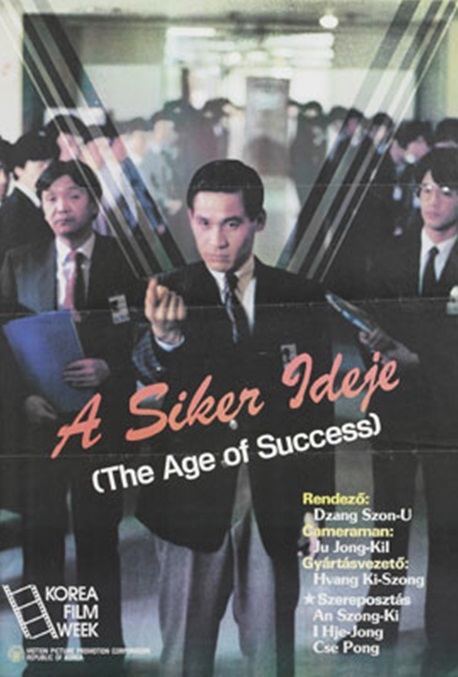 A Siker Ideje
(The Age of Success)
Rendező:
Dzang Szon-U
Cameraman:
Ju Jong-Kil
Gyártásvezető:
Hvang Ki-Szong
★Szereposztás
An Szong-Ki
I Hje-Jong
Cse Pong
KOREA
FILM
WEEK
MOTION PICTURE PROMOTION CORPORATION
REPUBLIC OF KOREA